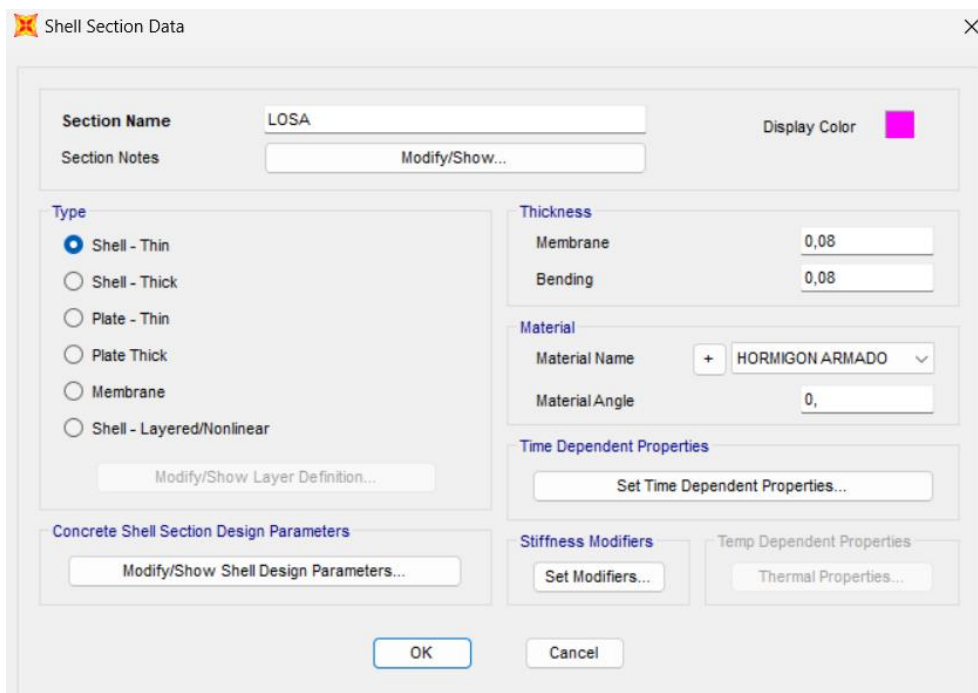 Shell Section Data
Section Name
LOSA
Display Color
Section Notes
Modify/Show...
Type
Shell - Thin
Shell - Thick
Plate - Thin
Plate Thick
Membrane
Shell - Layered/Nonlinear
Modify/Show Layer Definition...
Thickness
Membrane
0,08
Bending
0,08
Material
Material Name
+
HORMIGON ARMADO
Material Angle
0,
Time Dependent Properties
Set Time Dependent Properties...
Concrete Shell Section Design Parameters
Modify/Show Shell Design Parameters...
Stiffness Modifiers
Set Modifiers...
Temp Dependent Properties
Thermal Properties...
OK
Cancel